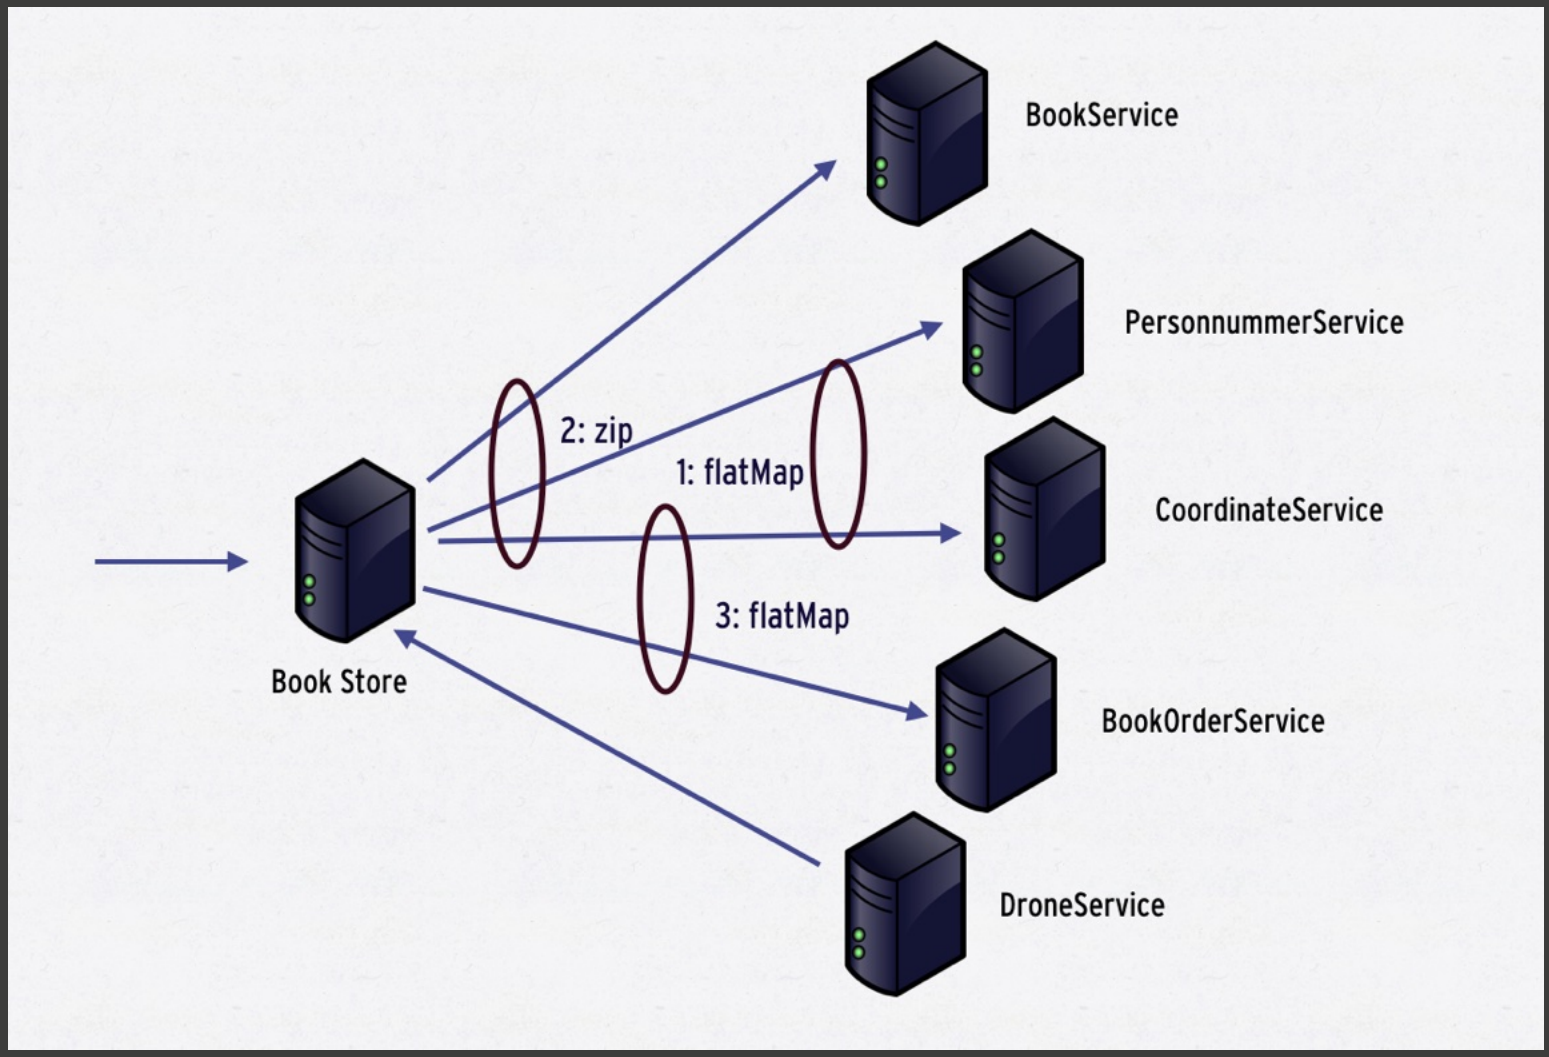 BookService
PersonnummerService
2: zip
1: flatMap
CoordinateService
3: flatMap
Book Store
BookOrderService
DroneService